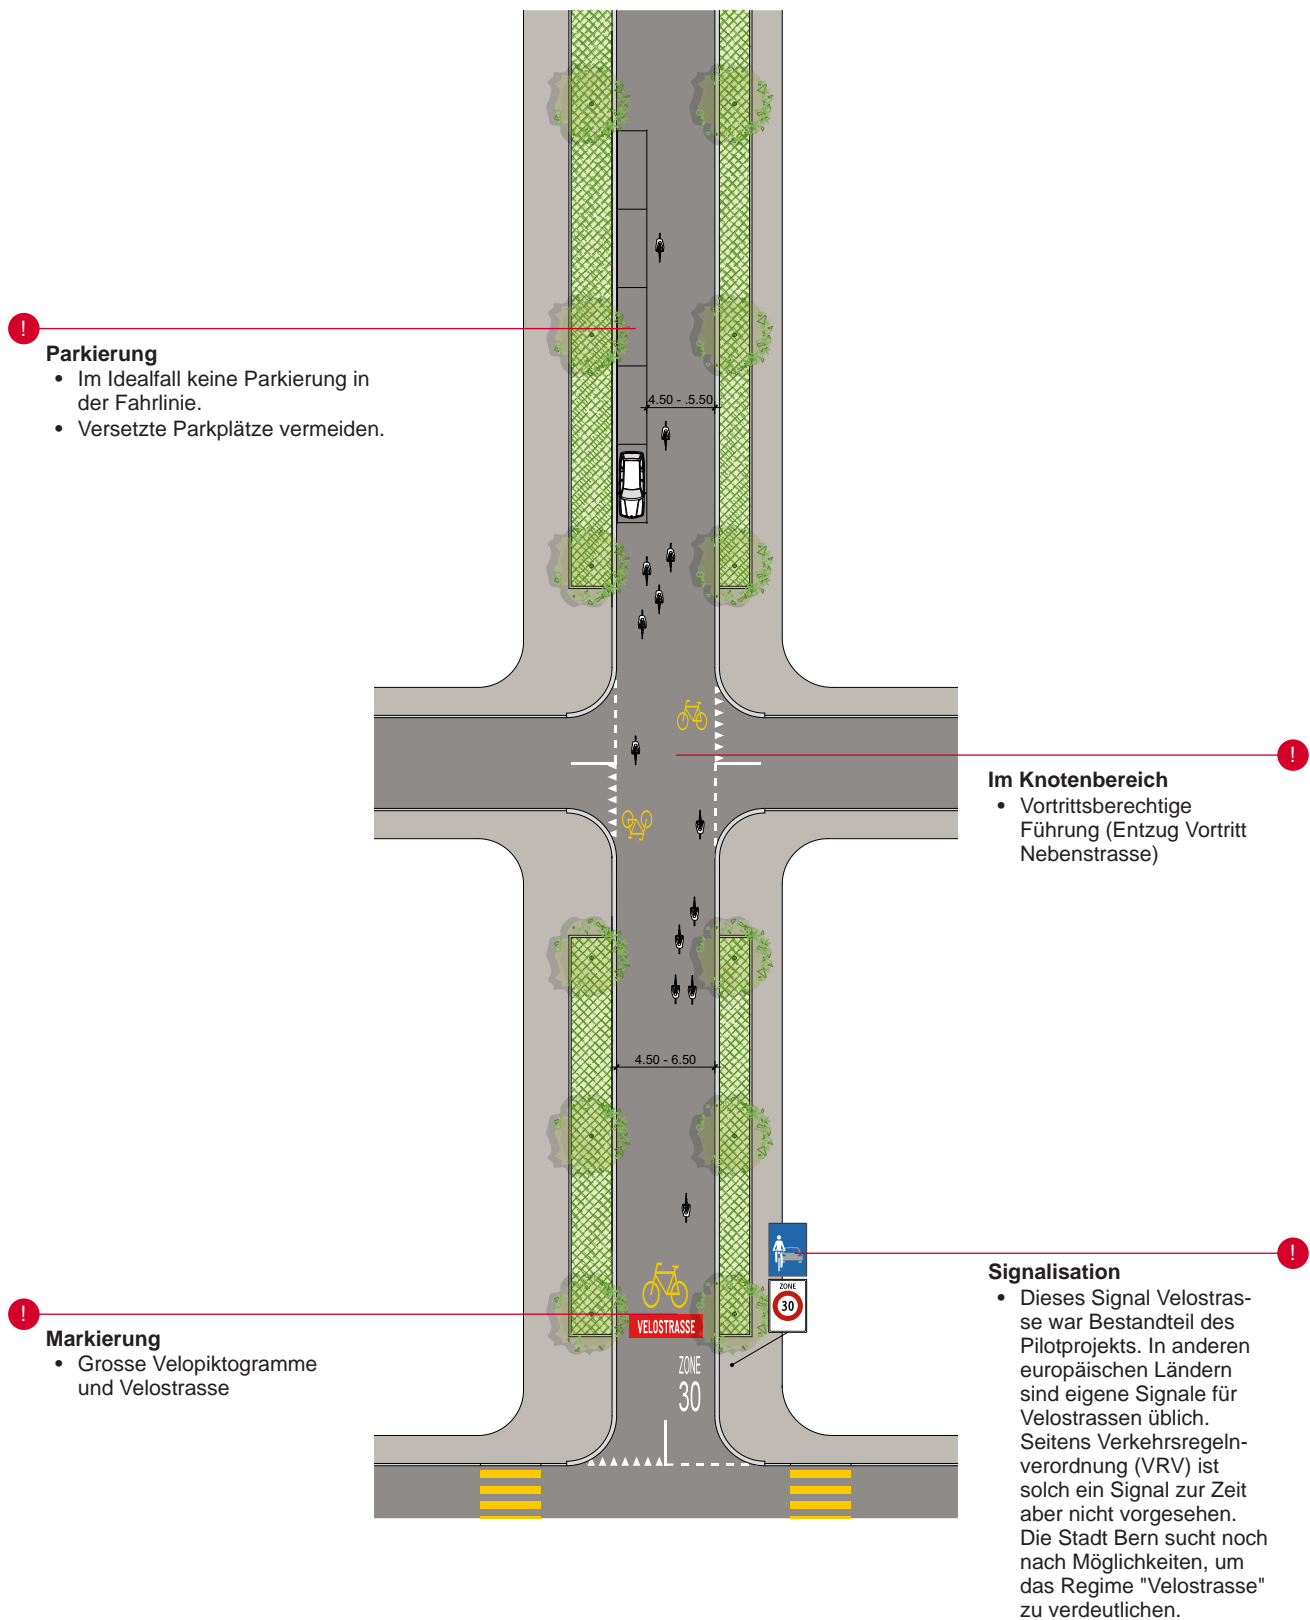 !
Parkierung
• Im Idealfall keine Parkierung in
der Fahrlinie.
• Versetzte Parkplätze vermeiden.
4.50 - .5.50
!
Im Knotenbereich
• Vortrittsberechtige
Führung (Entzug Vortritt
Nebenstrasse)
4.50 - 6.50
!
Signalisation
• Dieses Signal Velostras-
se war Bestandteil des
Pilotprojekts. In anderen
europäischen Ländern
sind eigene Signale für
Velostrassen üblich.
Seitens Verkehrsregeln-
verordnung (VRV) ist
solch ein Signal zur Zeit
aber nicht vorgesehen.
Die Stadt Bern sucht noch
nach Möglichkeiten, um
das Regime "Velostrasse"
zu verdeutlichen.
ZONE
30
!
Markierung
• Grosse Velopiktogramme
und Velostrasse
VELOSTRASSE
ZONE
30